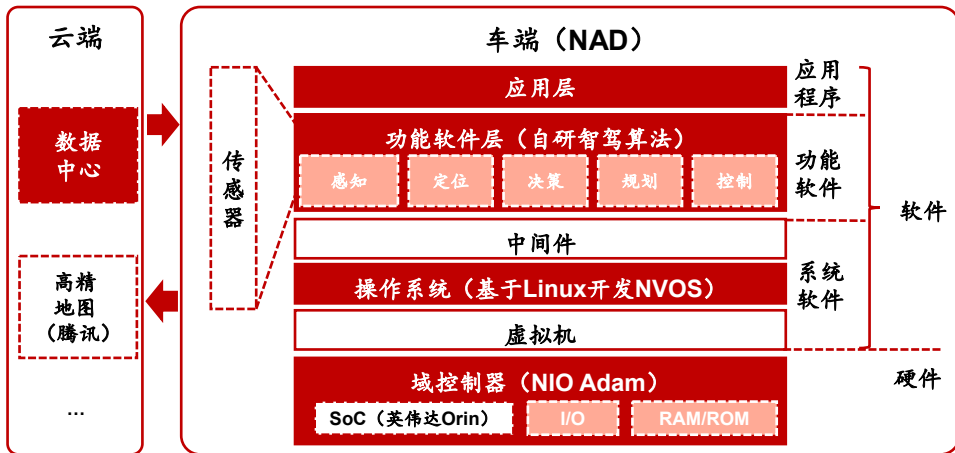 云端
数据
中心
高精
地图
（腾讯）
…
车端（NAD）
传
感
器
应用层
功能软件层（自研智驾算法）
感知
定位
决策
规划
控制
中间件
操作系统（基于Linux开发NVOS）
虚拟机
域控制器（NIO Adam）
SoC（英伟达Orin）
I/O
RAM/ROM
应用
程序
功能
软件
系统
软件
软件
硬件